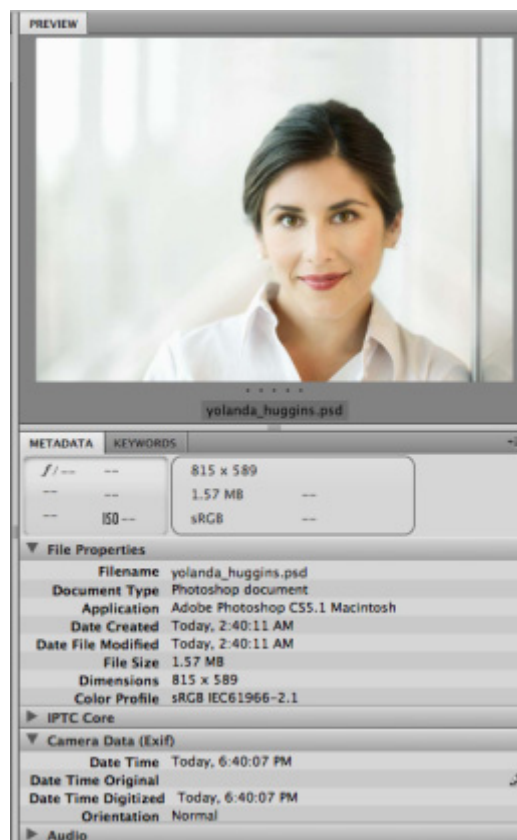 PREVIEW
yolanda_huggins.psd
METADATA KEYWORDS
f/-- --
-- --
-- ISO --
815 x 589
1.57 MB --
sRGB --
File Properties
Filename yolanda_huggins.psd
Document Type Photoshop document
Application Adobe Photoshop CS5.1 Macintosh
Date Created Today, 2:40:11 AM
Date File Modified Today, 2:40:11 AM
File Size 1.57 MB
Dimensions 815 x 589
Color Profile sRGB IEC61966-2.1
IPTC Core
Camera Data (Exif)
Date Time Today, 6:40:07 PM
Date Time Original
Date Time Digitized Today, 6:40:07 PM
Orientation Normal
Audio